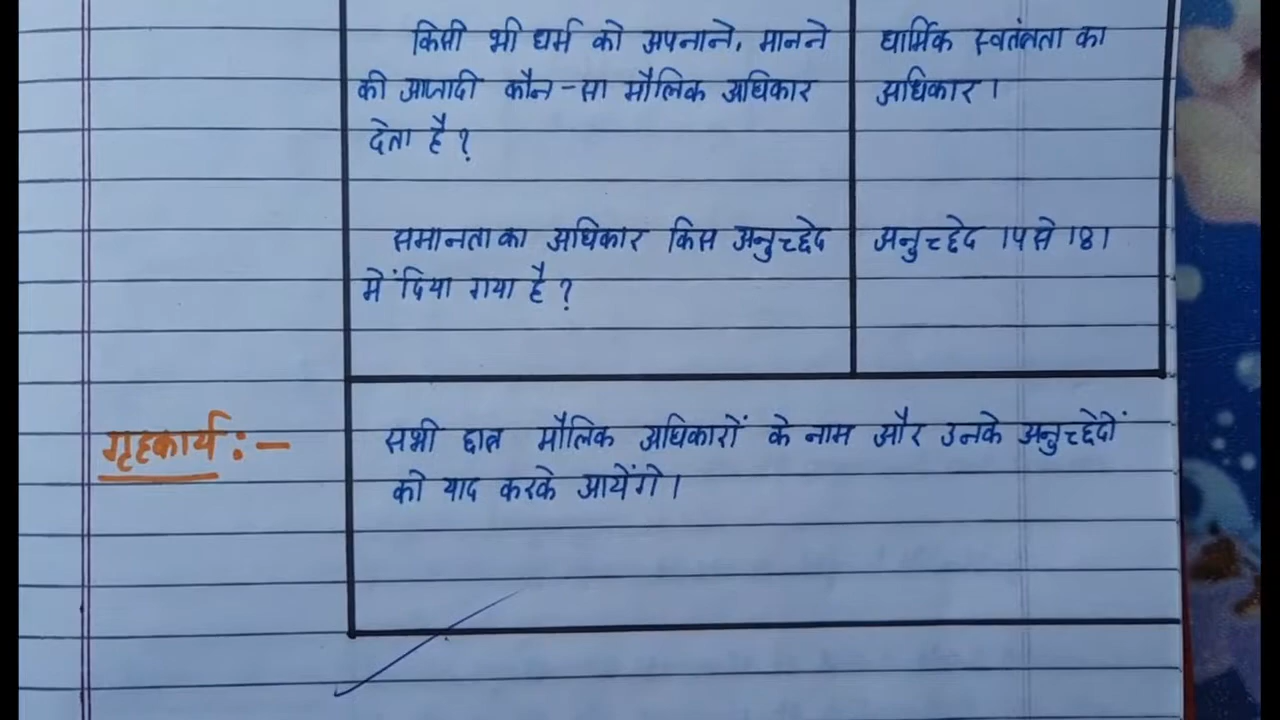 किसी भी धर्म को अपनाने, मानने
की आजादी कौन-सा मौलिक अधिकार
देता है?
धार्मिक स्वतंत्रता का
अधिकार।
समानता का अधिकार किस अनुच्छेद
में दिया गया है?
अनुच्छेद 14 से 18।
गृहकार्य:-
सभी छात्र मौलिक अधिकारों के नाम और उनके अनुच्छेदों
को याद करके आयेंगे।